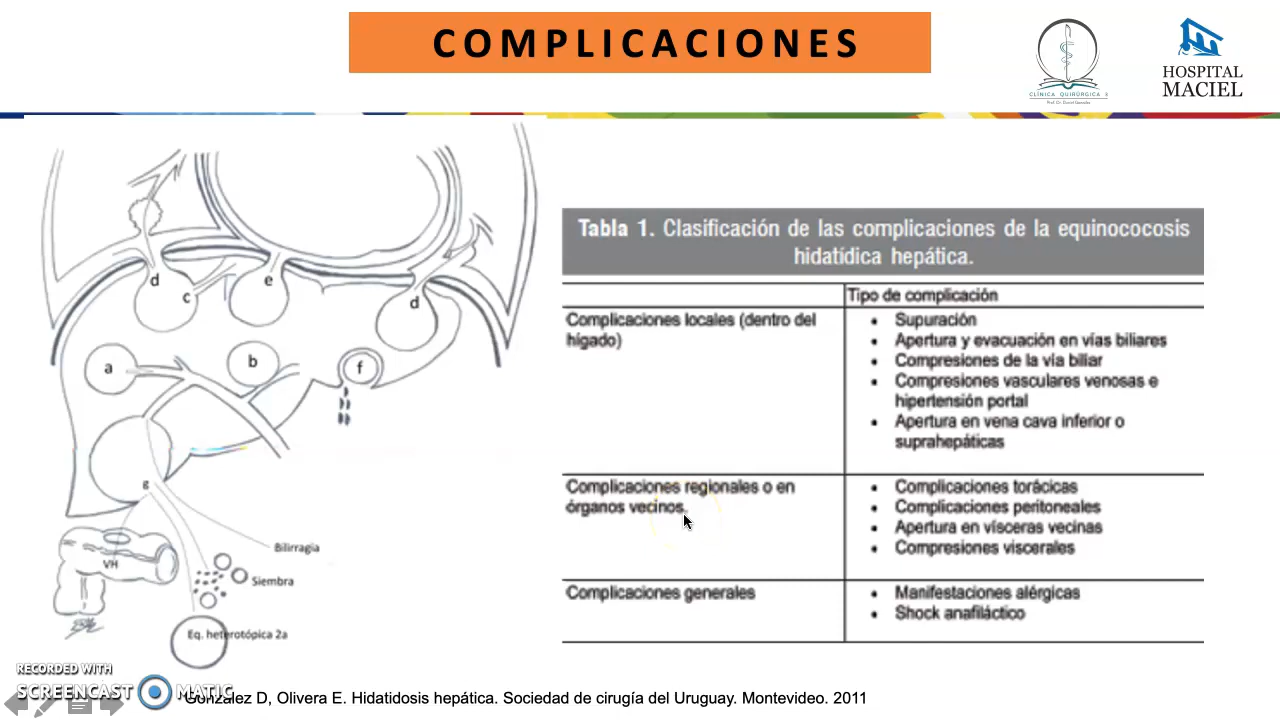 COMPLICACIONES
CLÍNICA QUIRÚRGICA 3
HOSPITAL
MACIEL
d
c
e
d
a
b
f
g
VH
Bilirragia
Siembra
Eq. heterotópica 2a
Tabla 1. Clasificación de las complicaciones de la equinococosis
hidatídica hepática.
Tipo de complicación
Complicaciones locales (dentro del
hígado)
• Supuración
• Apertura y evacuación en vías biliares
• Compresiones de la vía biliar
• Compresiones vasculares venosas e
hipertensión portal
• Apertura en vena cava inferior o
suprahepáticas
Complicaciones regionales o en
órganos vecinos.
• Complicaciones torácicas
• Complicaciones peritoneales
• Apertura en vísceras vecinas
• Compresiones viscerales
Complicaciones generales
• Manifestaciones alérgicas
• Shock anafiláctico
RECORDED WITH
SCREENCAST MATIC
González D, Olivera E. Hidatidosis hepática. Sociedad de cirugía del Uruguay. Montevideo. 2011